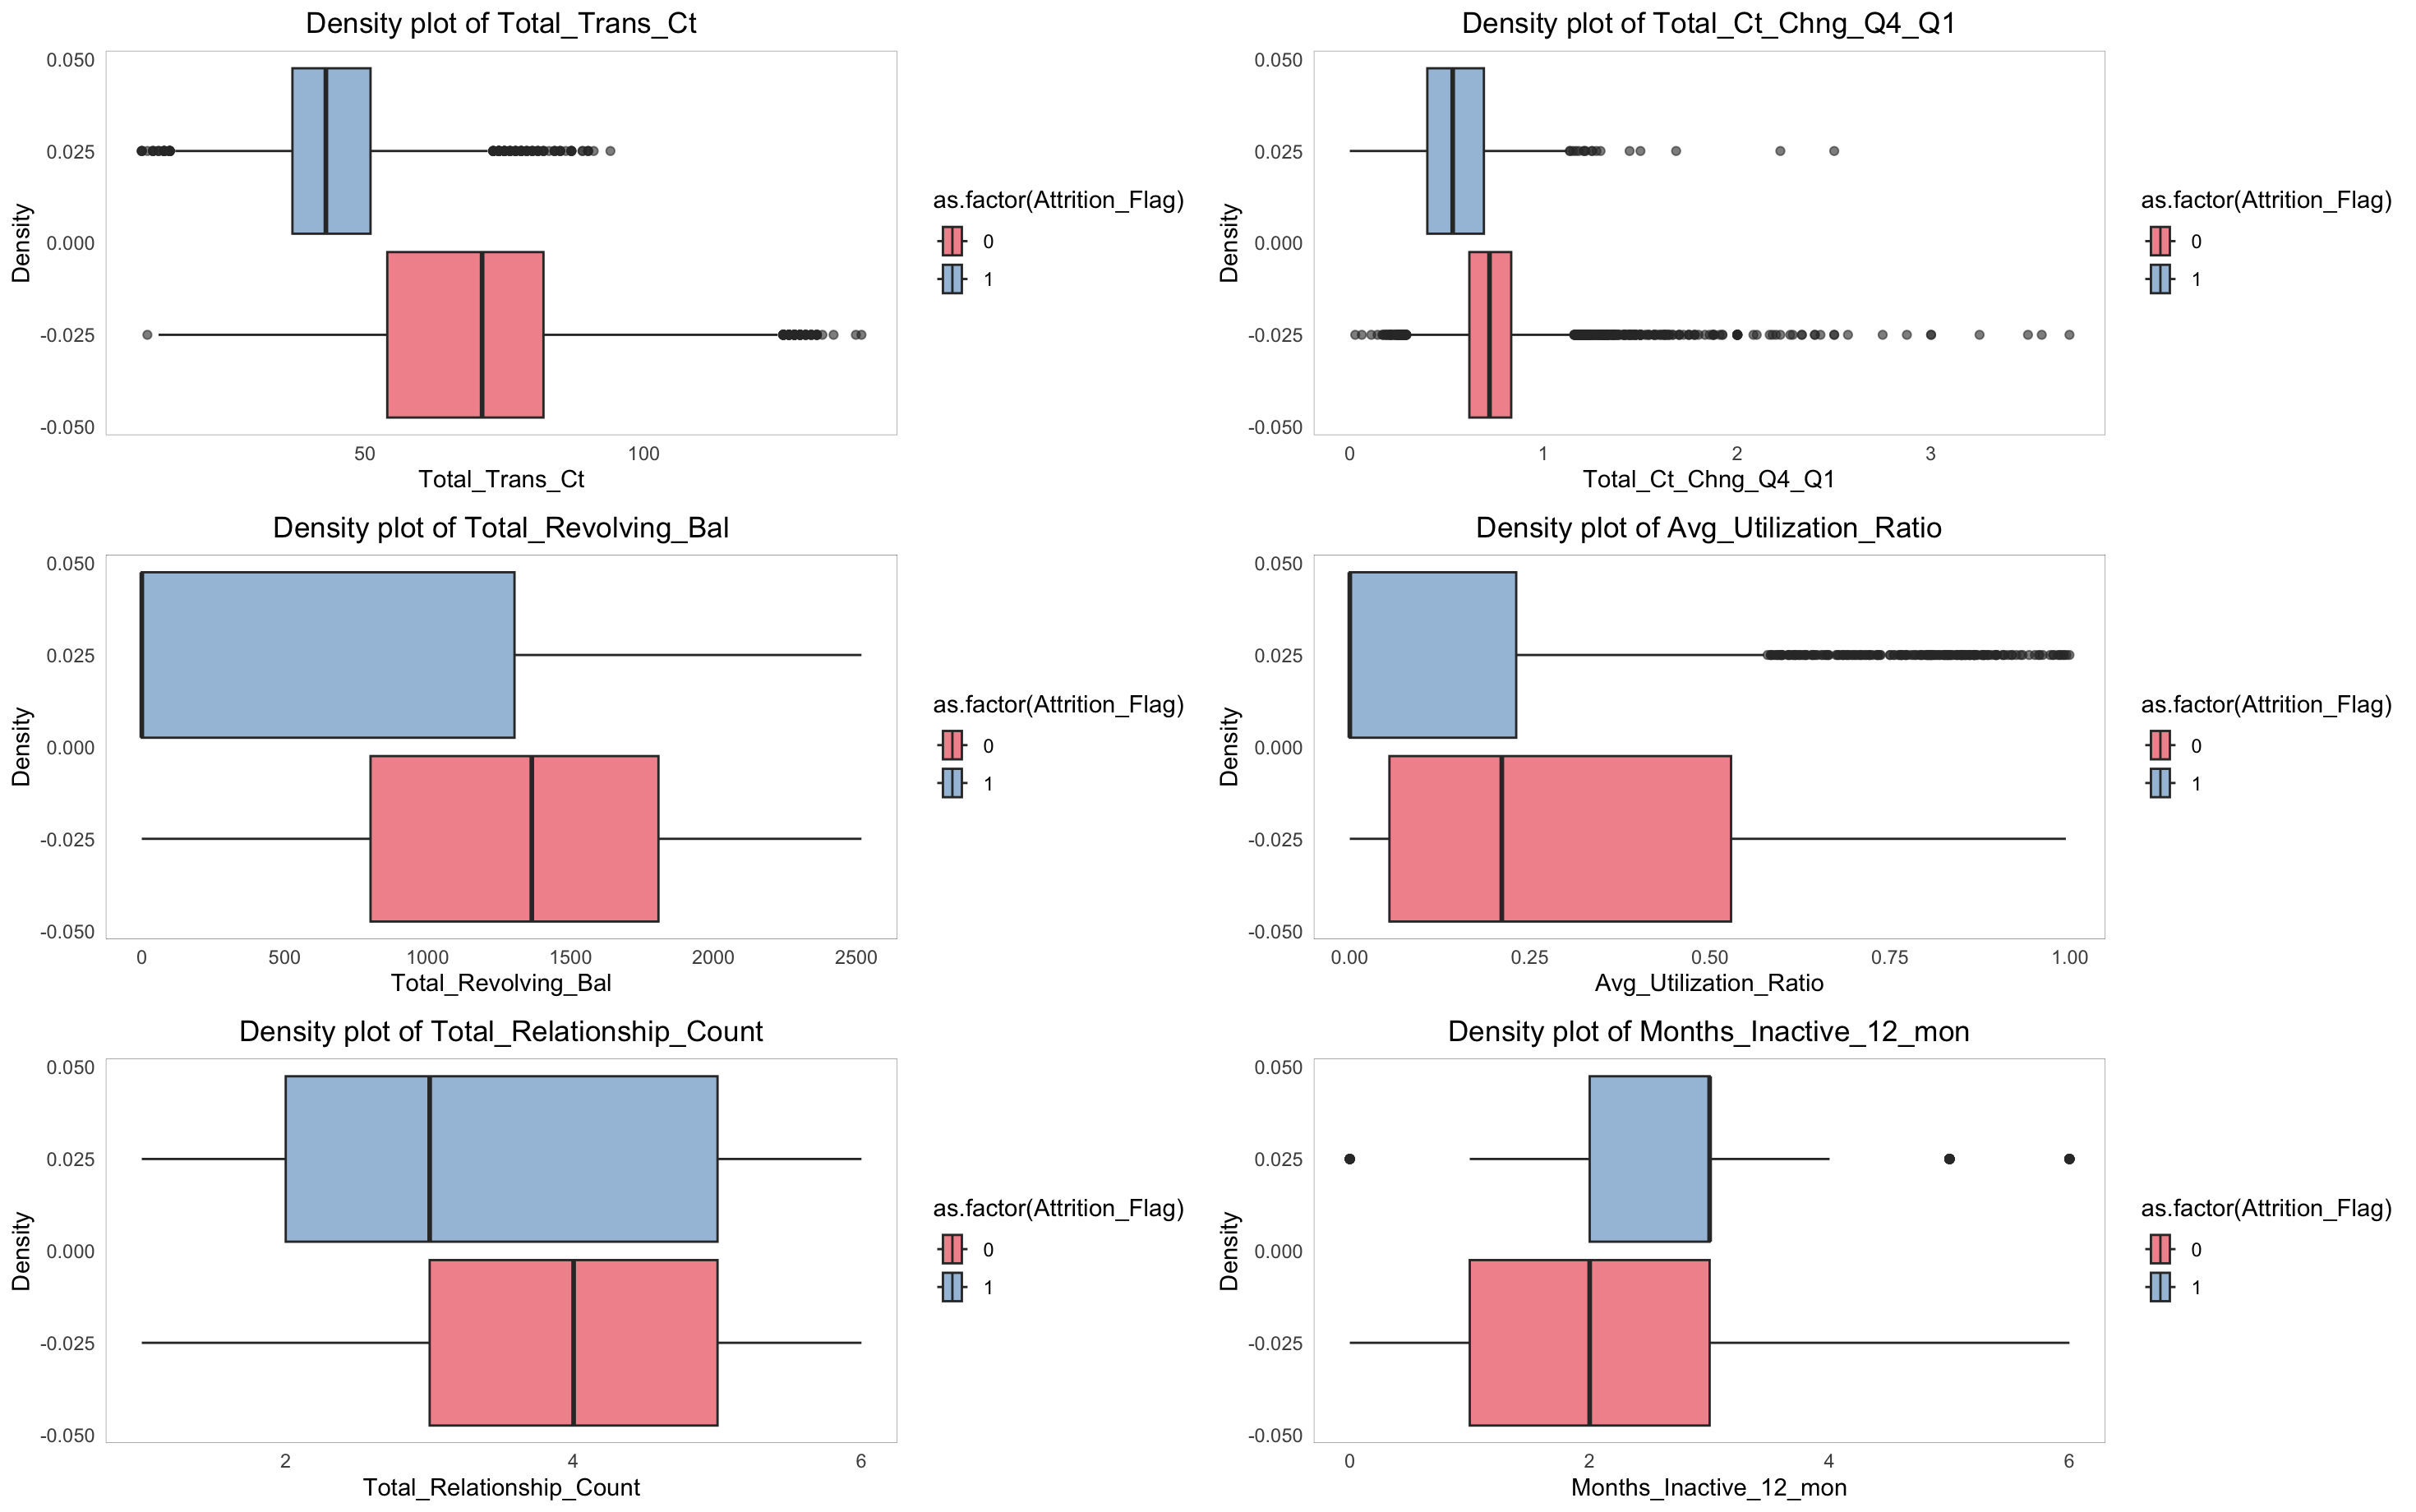 Density plot of Total_Trans_Ct
0.050
0.025
0.000
-0.025
-0.050
Density
50 100
Total_Trans_Ct
as.factor(Attrition_Flag)
0
1
Density plot of Total_Ct_Chng_Q4_Q1
0.050
0.025
0.000
-0.025
-0.050
Density
0 1 2 3
Total_Ct_Chng_Q4_Q1
as.factor(Attrition_Flag)
0
1
Density plot of Total_Revolving_Bal
0.050
0.025
0.000
-0.025
-0.050
Density
0 500 1000 1500 2000 2500
Total_Revolving_Bal
as.factor(Attrition_Flag)
0
1
Density plot of Avg_Utilization_Ratio
0.050
0.025
0.000
-0.025
-0.050
Density
0.00 0.25 0.50 0.75 1.00
Avg_Utilization_Ratio
as.factor(Attrition_Flag)
0
1
Density plot of Total_Relationship_Count
0.050
0.025
0.000
-0.025
-0.050
Density
2 4 6
Total_Relationship_Count
as.factor(Attrition_Flag)
0
1
Density plot of Months_Inactive_12_mon
0.050
0.025
0.000
-0.025
-0.050
Density
0 2 4 6
Months_Inactive_12_mon
as.factor(Attrition_Flag)
0
1